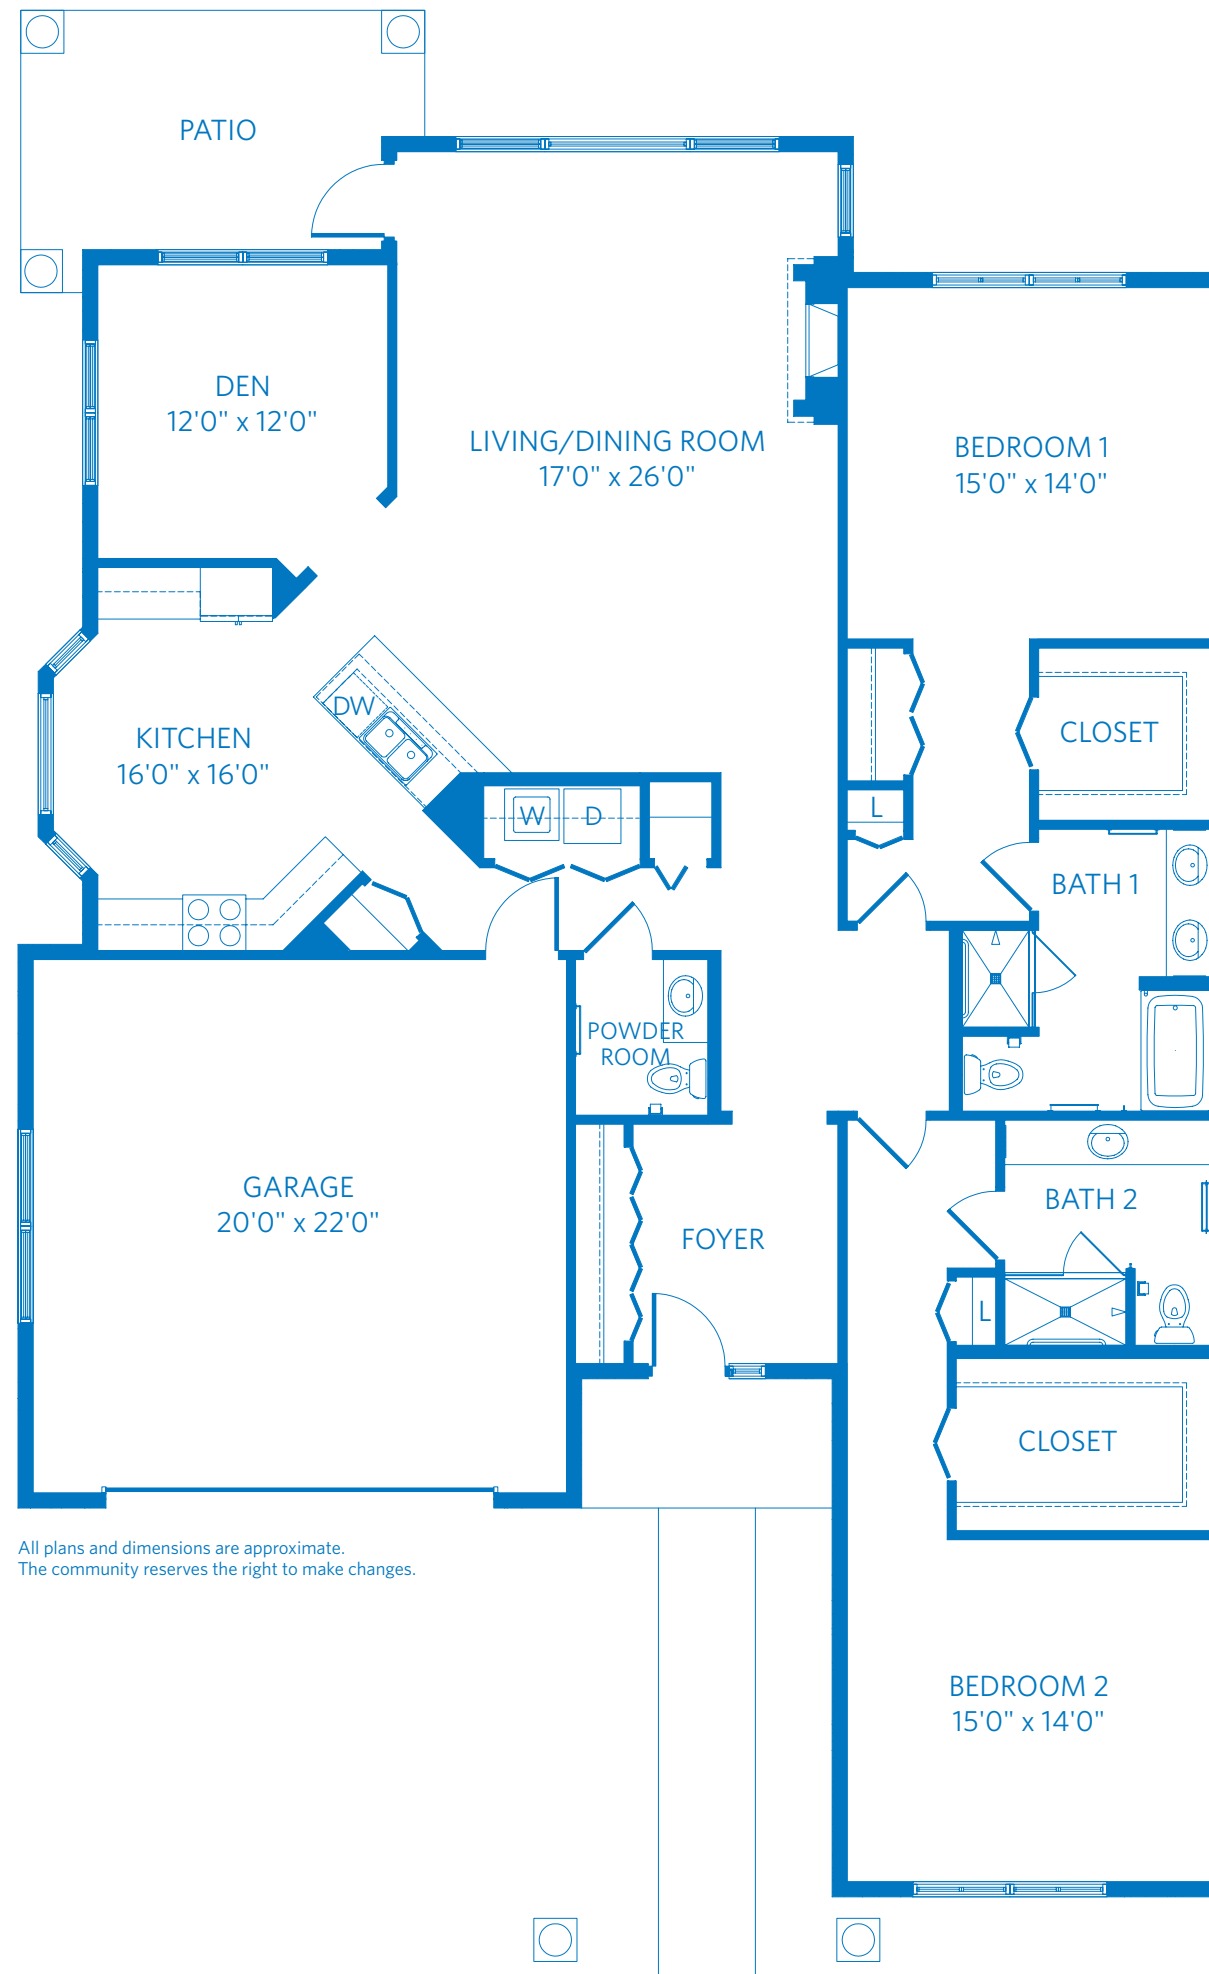 PATIO
DEN
12'0" x 12'0"
LIVING/DINING ROOM
17'0" x 26'0"
BEDROOM 1
15'0" x 14'0"
DW
KITCHEN
16'0" x 16'0"
CLOSET
W
D
L
BATH 1
POWDER
ROOM
GARAGE
20'0" x 22'0"
FOYER
BATH 2
L
CLOSET
All plans and dimensions are approximate.
The community reserves the right to make changes.
BEDROOM 2
15'0" x 14'0"